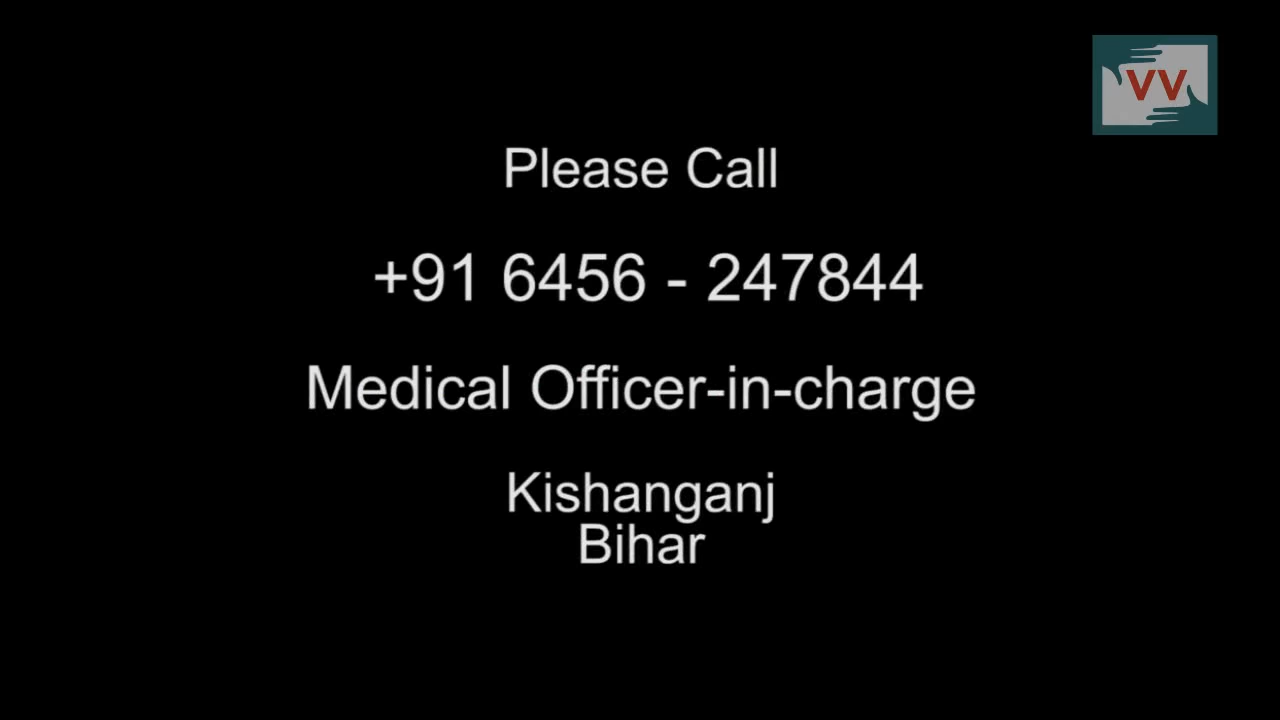 VV
Please Call
+91 6456 - 247844
Medical Officer-in-charge
Kishanganj
Bihar